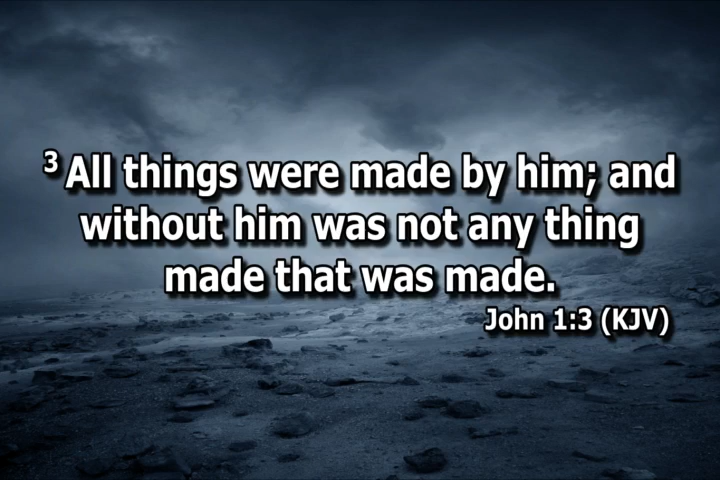 3 All things were made by him; and
without him was not any thing
made that was made.
John 1:3 (KJV)